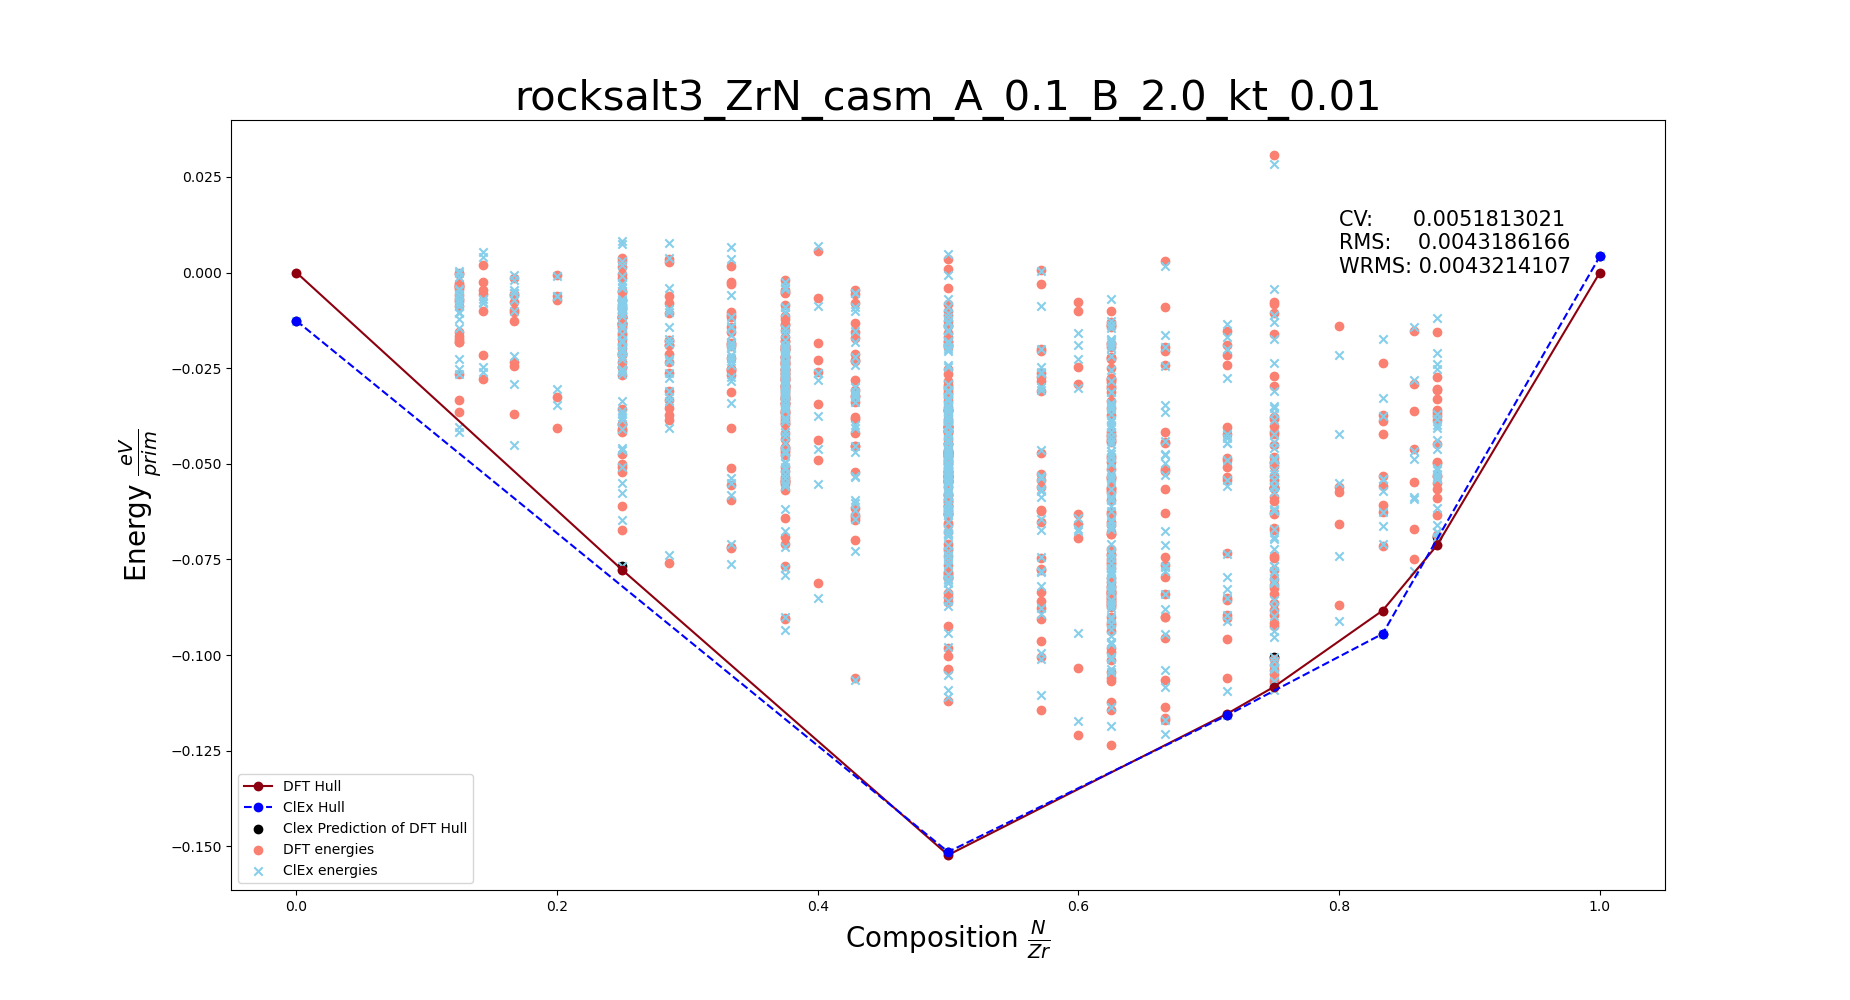 rocksalt3_ZrN_casm_A_0.1_B_2.0_kt_0.01
CV: 0.0051813021
RMS: 0.0043186166
WRMS: 0.0043214107
0.025
0.000
−0.025
−0.050
−0.075
−0.100
−0.125
−0.150
Energy eV/prim
DFT Hull
ClEx Hull
Clex Prediction of DFT Hull
DFT energies
ClEx energies
0.0 0.2 0.4 0.6 0.8 1.0
Composition N/Zr